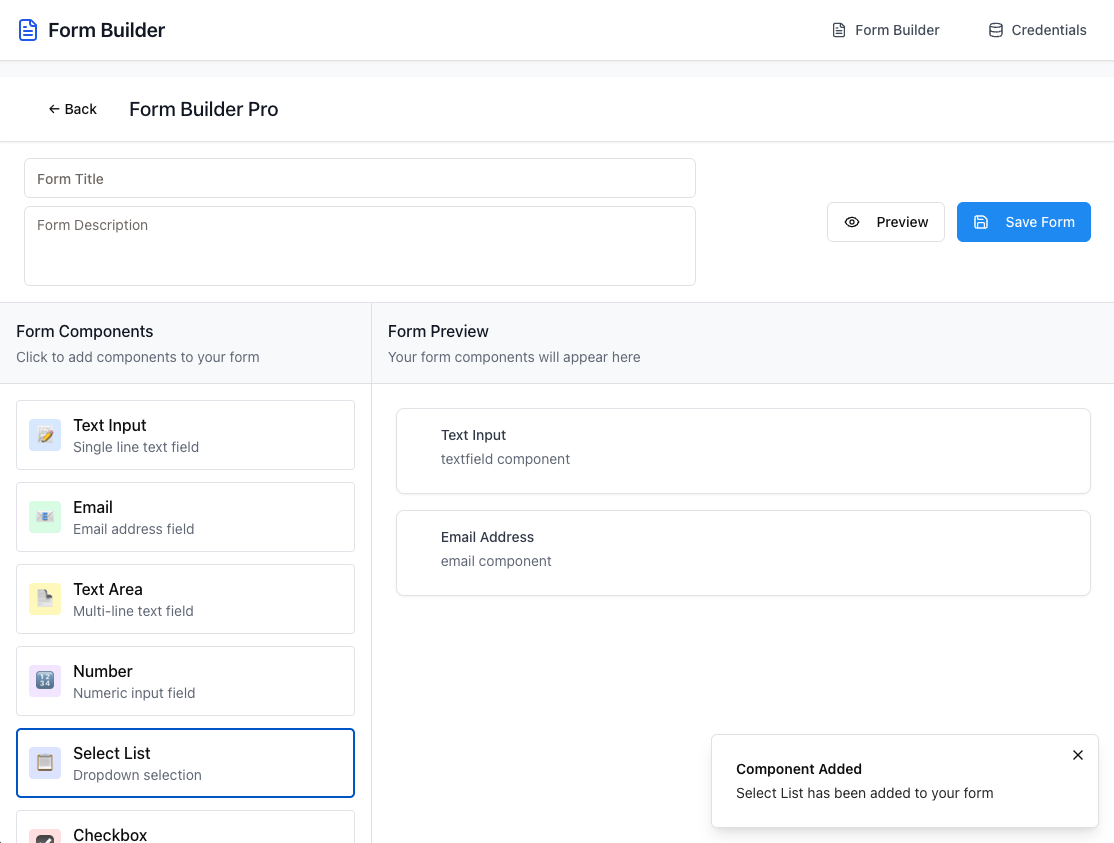 Form Builder
Form Builder
Credentials
← Back
Form Builder Pro
Form Title
Form Description
Preview
Save Form
Form Components
Click to add components to your form
Form Preview
Your form components will appear here
Text Input
Single line text field
Email
Email address field
Text Area
Multi-line text field
Number
Numeric input field
Select List
Dropdown selection
Checkbox
Text Input
textfield component
Email Address
email component
Component Added
Select List has been added to your form